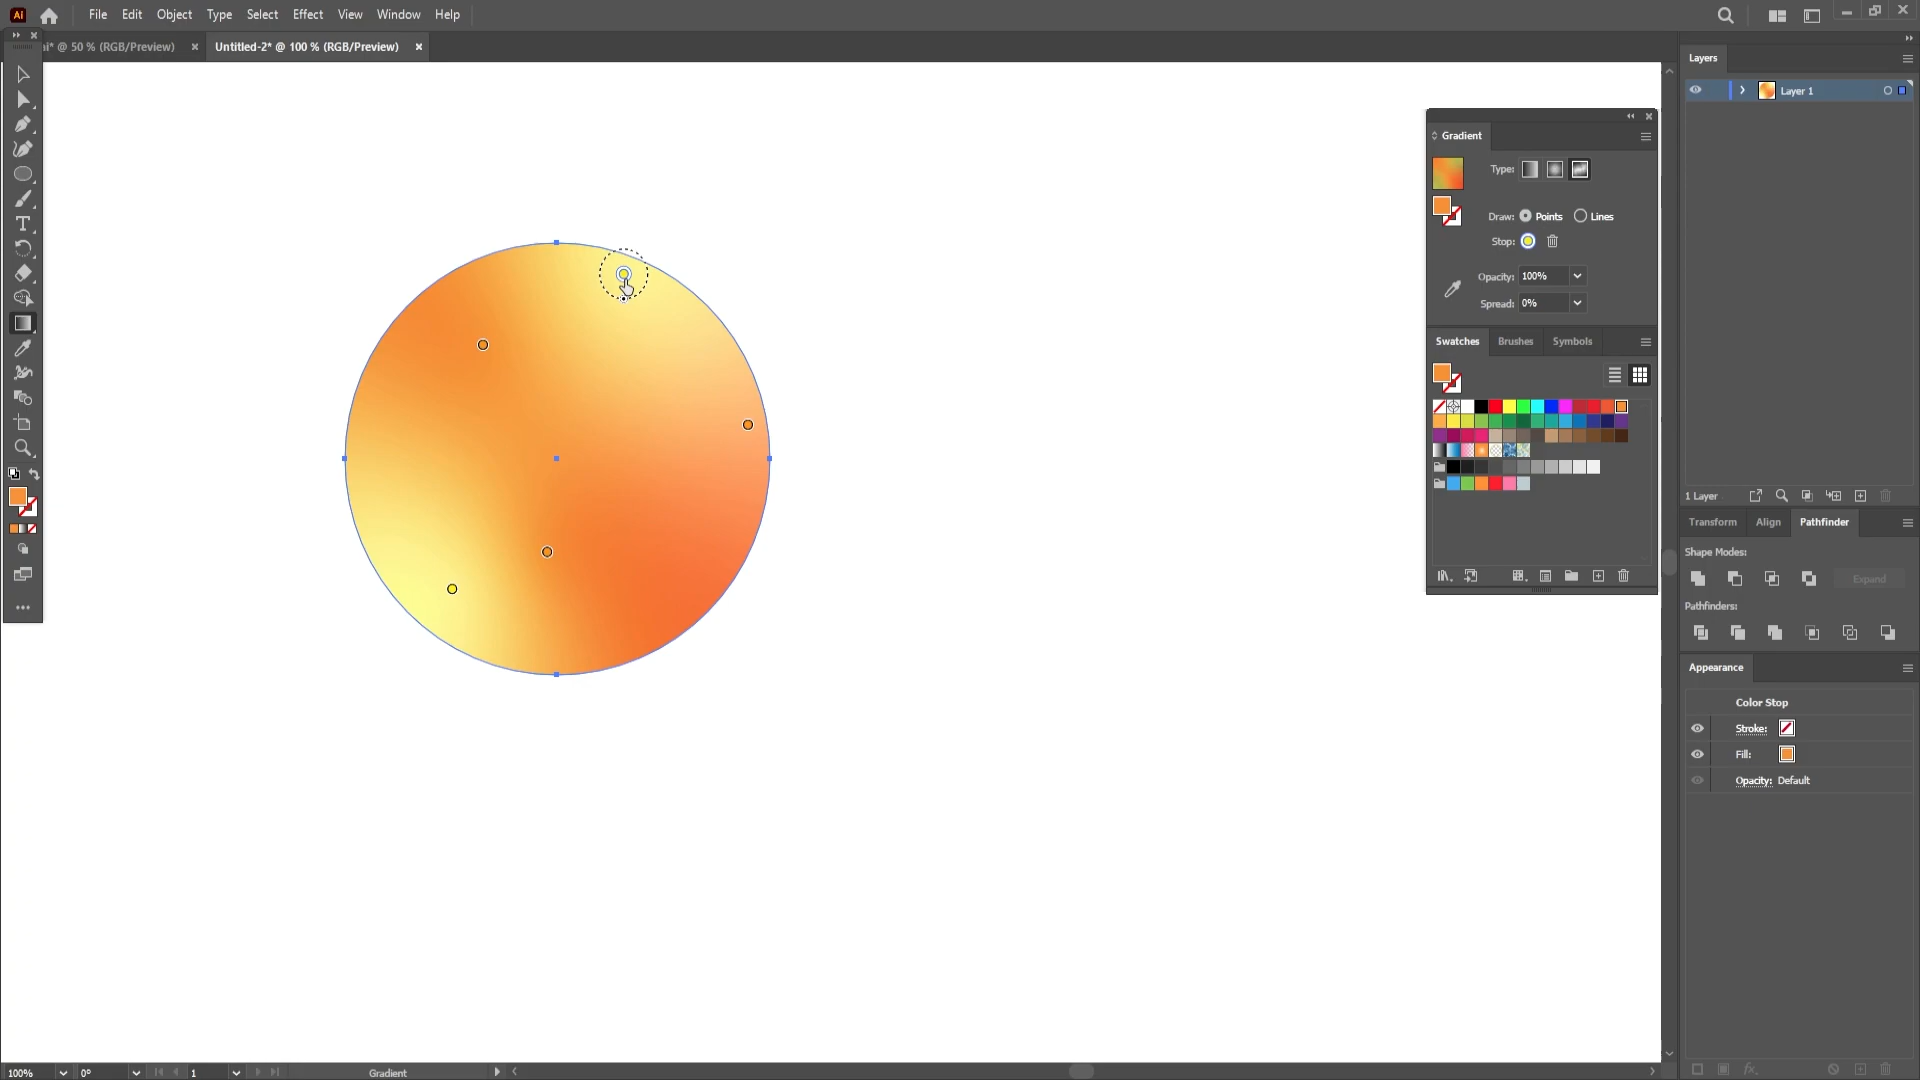 Ai File Edit Object Type Select Effect View Window Help
ai* @ 50 % (RGB/Preview) × Untitled-2* @ 100 % (RGB/Preview) ×
Layers
Layer 1
Gradient
Type:
Draw: Points Lines
Stop:
Opacity: 100%
Spread: 0%
Swatches Brushes Symbols
1 Layer
Transform Align Pathfinder
Shape Modes:
Expand
Pathfinders:
Appearance
Color Stop
Stroke:
Fill:
Opacity: Default
fx
100% 0° 1 Gradient